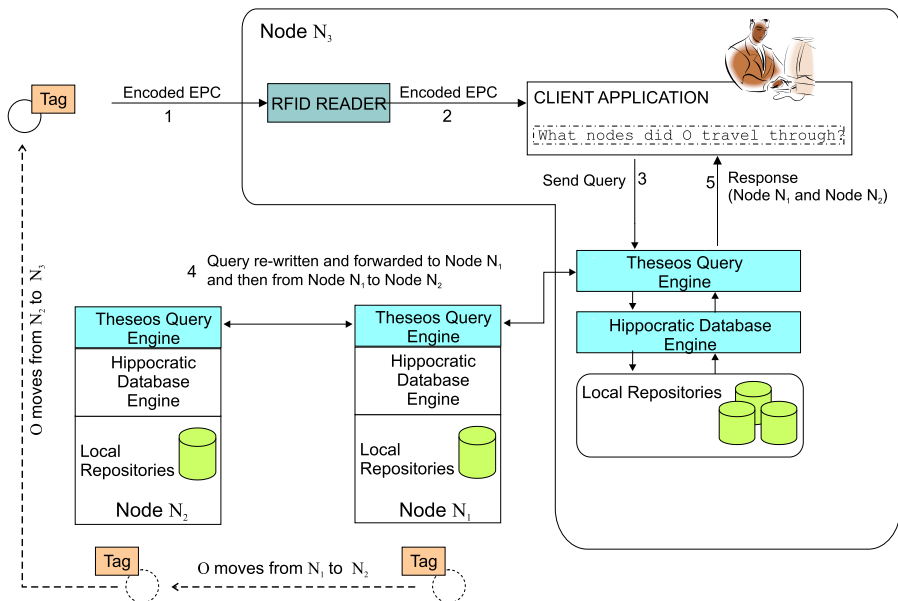 Node N₃
Tag
Encoded EPC
1
RFID READER
Encoded EPC
2
CLIENT APPLICATION
What nodes did O travel through?
Send Query
3
5
Response
(Node N₁ and Node N₂)
4
Query re-written and forwarded to Node N₁
and then from Node N₁ to Node N₂
Theseos Query
Engine
Hippocratic Database
Engine
Local Repositories
Theseos Query
Engine
Hippocratic
Database
Engine
Local
Repositories
Node N₂
Theseos Query
Engine
Hippocratic
Database
Engine
Local
Repositories
Node N₁
O moves from N₂ to N₃
Tag
O moves from N₁ to N₂
Tag